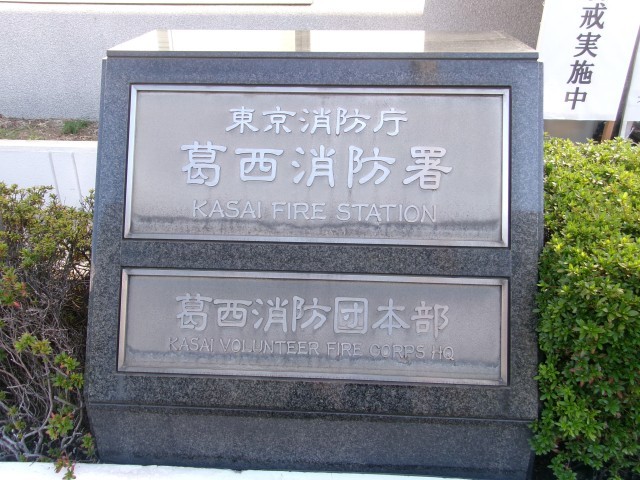 東京消防庁
葛西消防署
KASAI FIRE STATION
葛西消防団本部
KASAI VOLUNTEER FIRE CORPS HQ
戒実施中